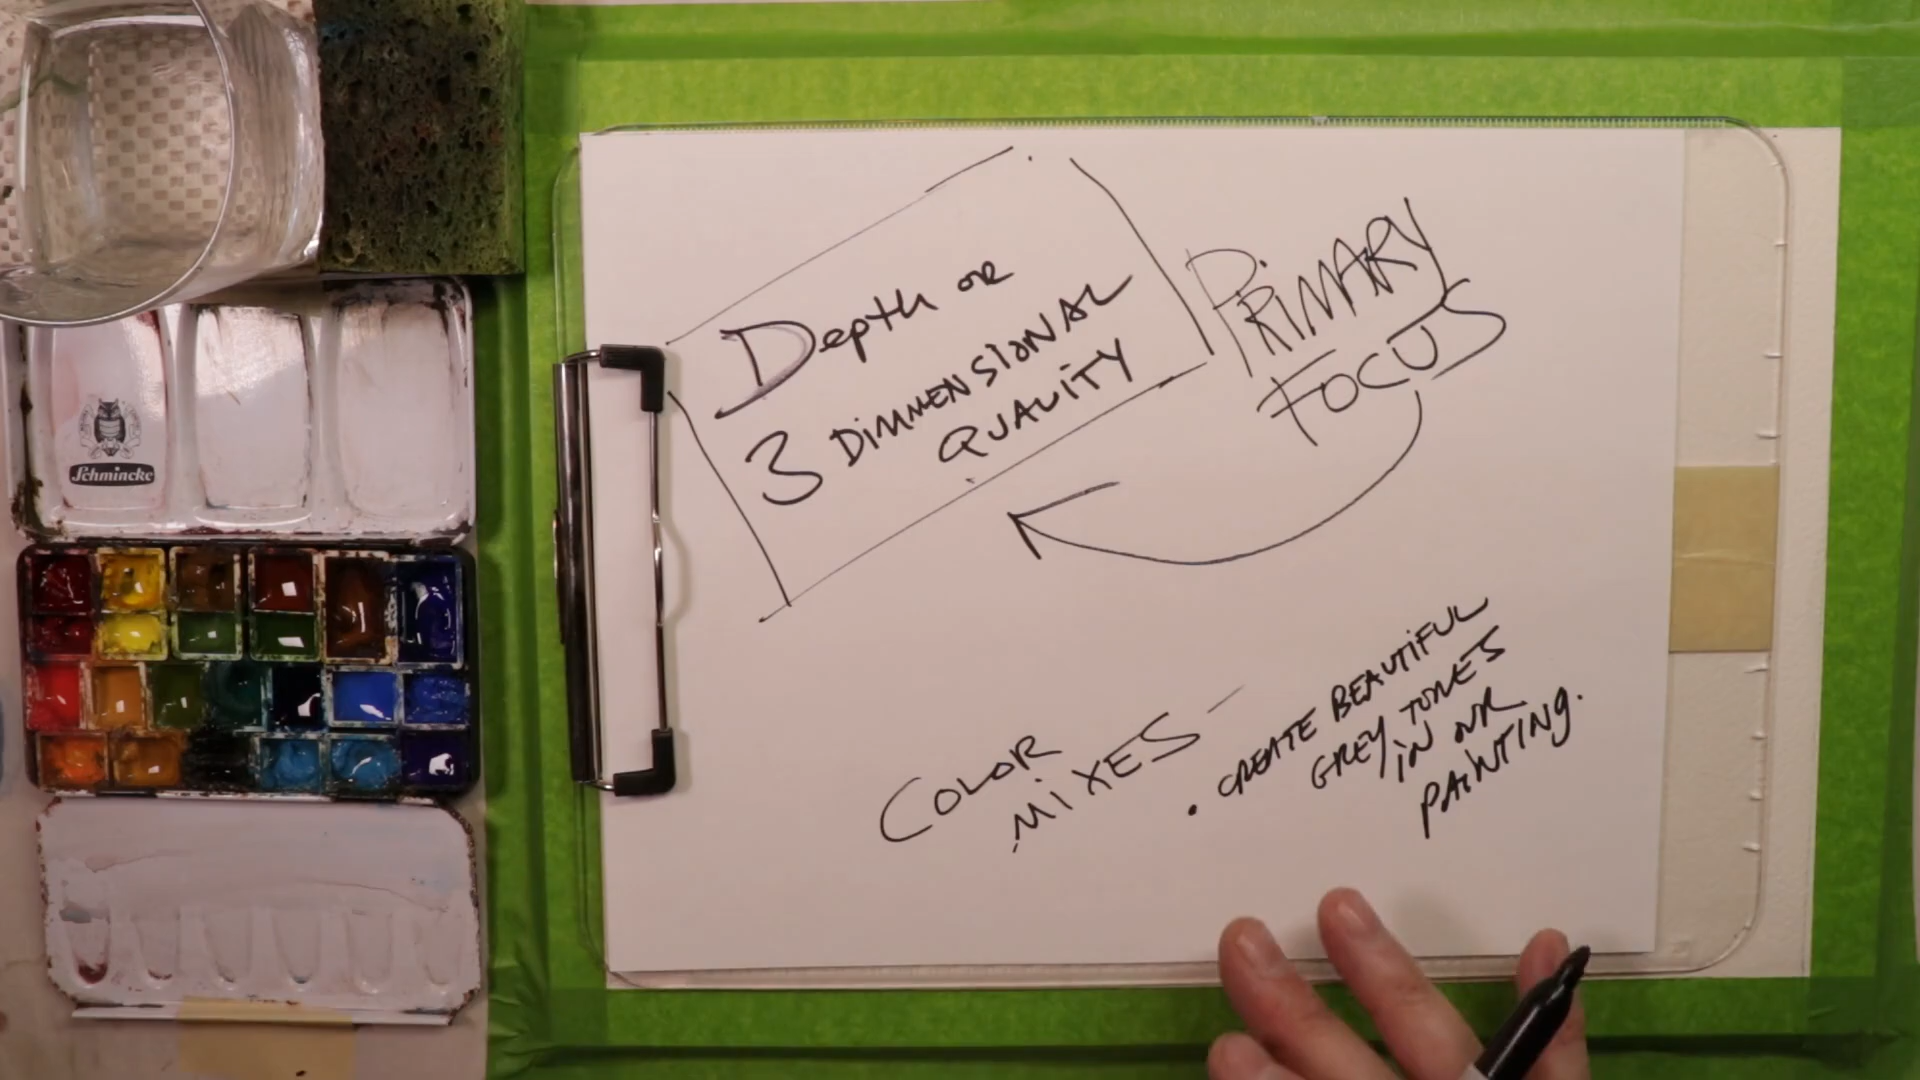 Depth or
3 Dimmensional
Quality
Primary
Focus
Color
Mixes -
• Create Beautiful
Grey Tones
in our
Painting.
Schmincke